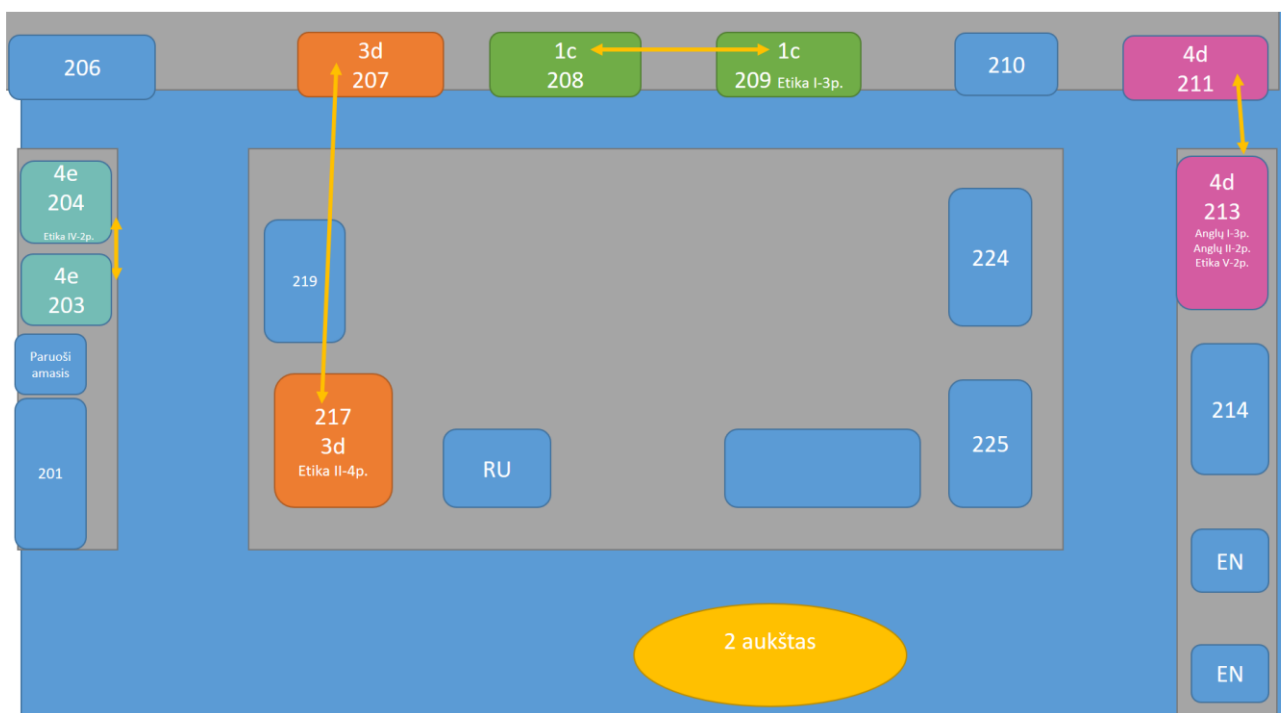 206
3d
207
1c
208
1c
209 Etika I-3p.
210
4d
211
4e
204
Etika IV-2p.
4e
203
Paruoši
amasis
201
219
217
3d
Etika II-4p.
RU
224
225
4d
213
Anglų I-3p.
Anglų II-2p.
Etika V-2p.
214
EN
EN
2 aukštas